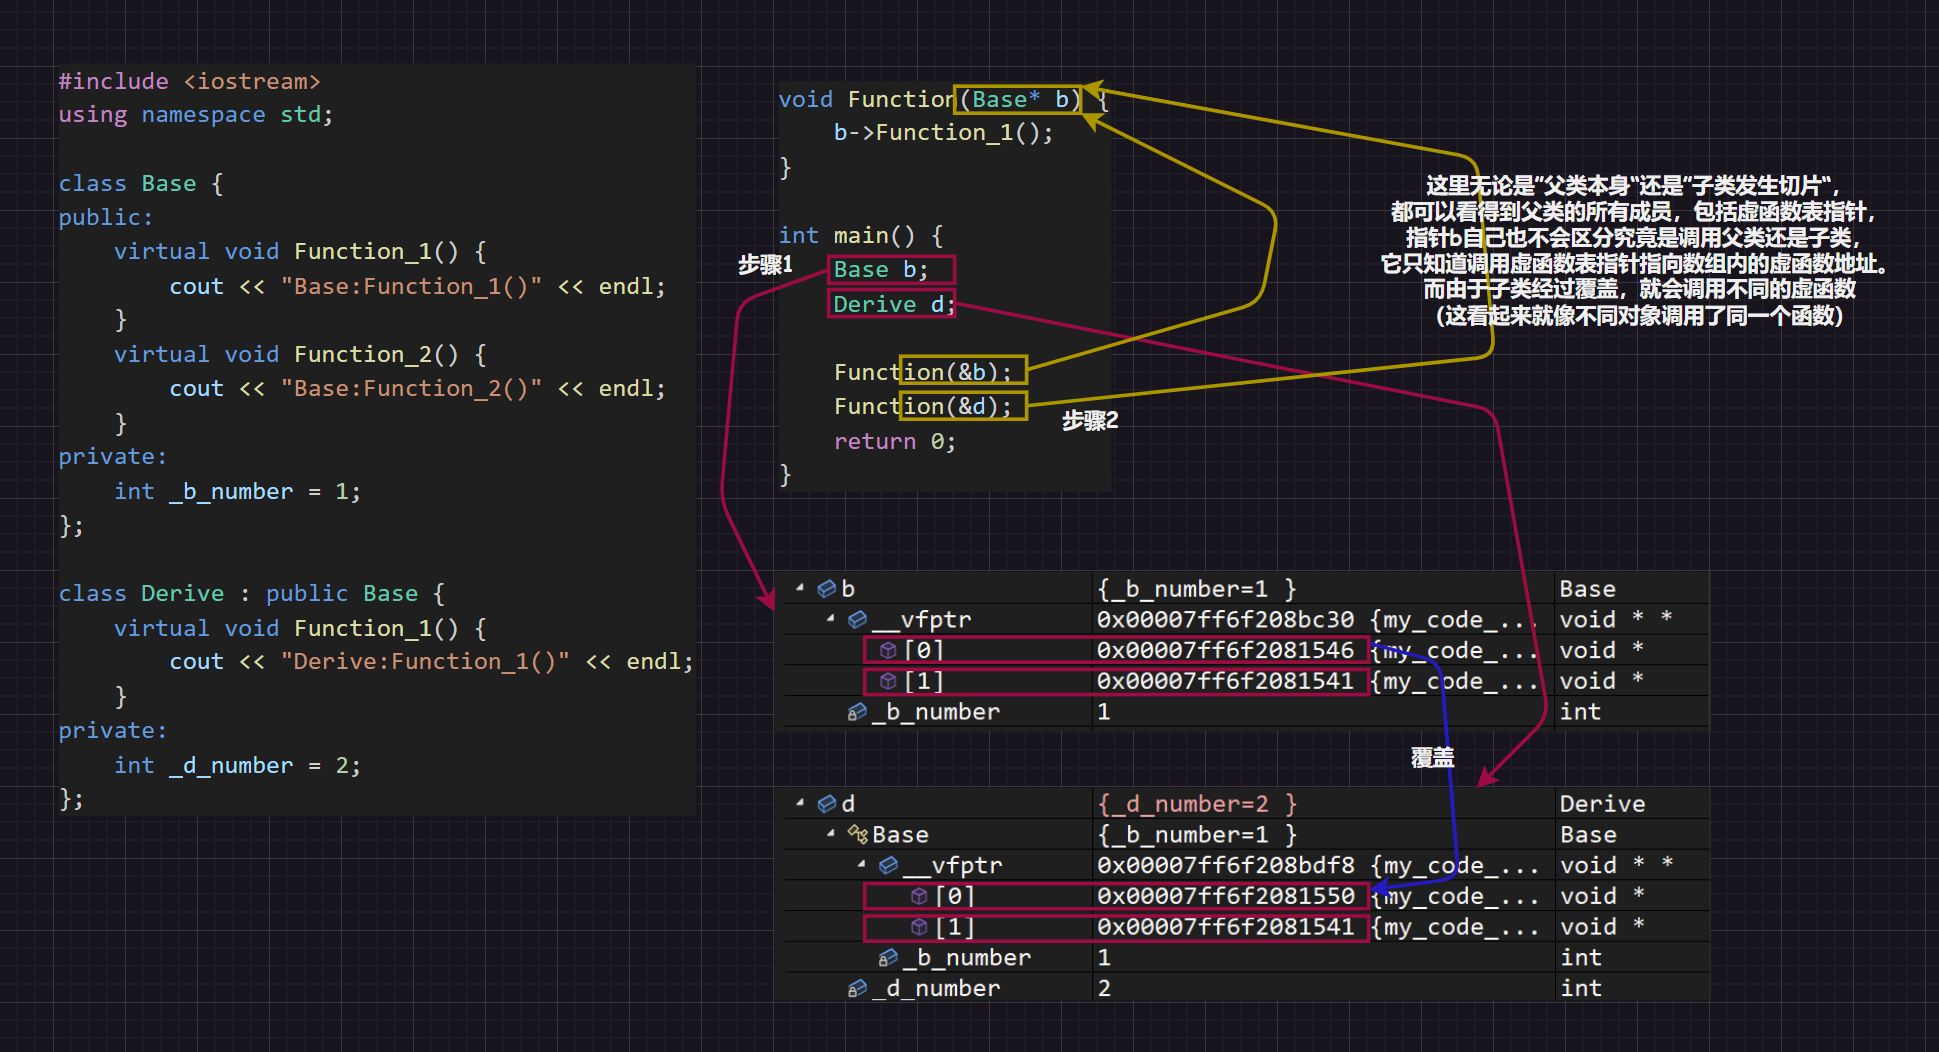 #include <iostream>
using namespace std;
class Base {
public:
virtual void Function_1() {
cout << "Base:Function_1()" << endl;
}
virtual void Function_2() {
cout << "Base:Function_2()" << endl;
}
private:
int _b_number = 1;
};
class Derive : public Base {
virtual void Function_1() {
cout << "Derive:Function_1()" << endl;
}
private:
int _d_number = 2;
};
void Function(Base* b) {
b->Function_1();
}
int main() {
步骤1
Base b;
Derive d;
Function(&b);
Function(&d);
步骤2
return 0;
}
这里无论是”父类本身“还是”子类发生切片“，
都可以看得到父类的所有成员，包括虚函数表指针，
指针b自己也不会区分究竟是调用父类还是子类，
它只知道调用虚函数表指针指向数组内的虚函数地址。
而由于子类经过覆盖，就会调用不同的虚函数
（这看起来就像不同对象调用了同一个函数）
b {_b_number=1 } Base
__vfptr 0x00007ff6f208bc30 {my_code_... void * *
[0] 0x00007ff6f2081546 {my_code_... void *
[1] 0x00007ff6f2081541 {my_code_... void *
_b_number 1 int
覆盖
d {_d_number=2 } Derive
Base {_b_number=1 } Base
__vfptr 0x00007ff6f208bdf8 {my_code_... void * *
[0] 0x00007ff6f2081550 {my_code_... void *
[1] 0x00007ff6f2081541 {my_code_... void *
_b_number 1 int
_d_number 2 int